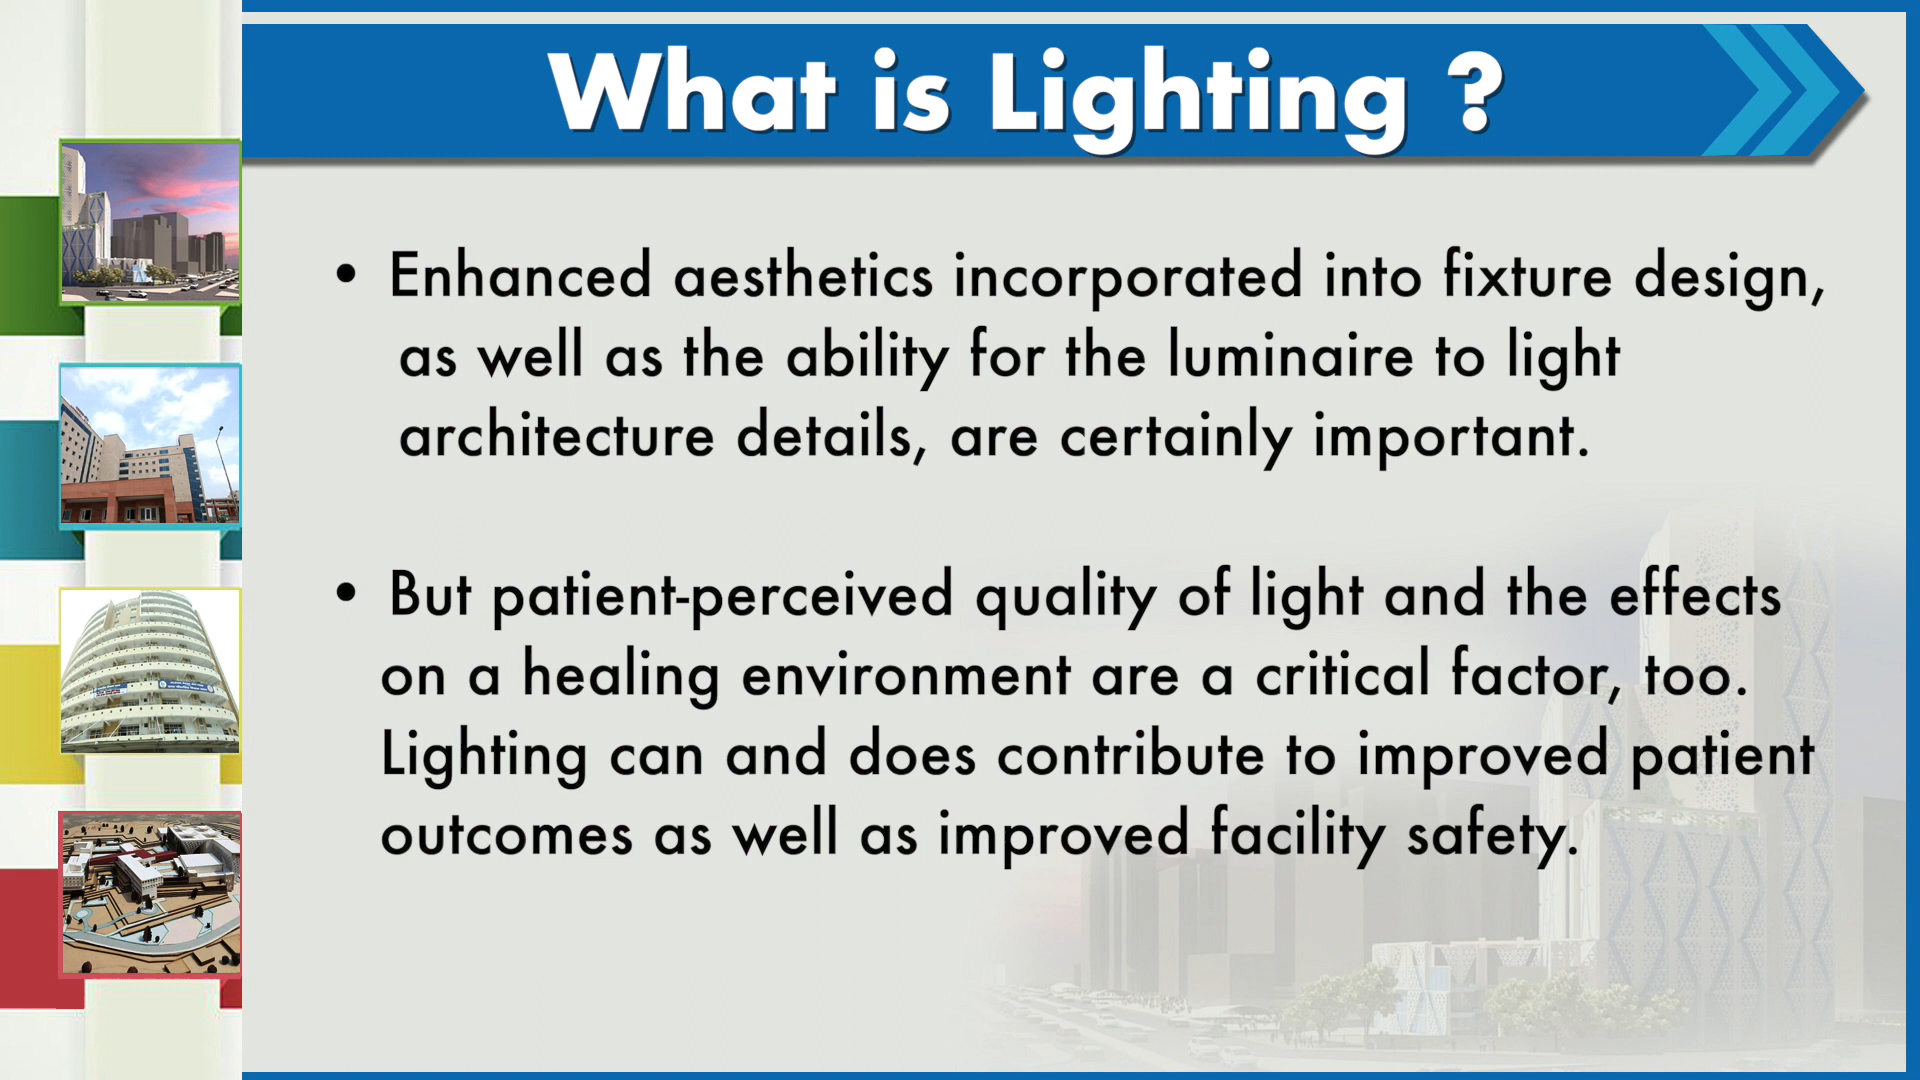 What is Lighting ?
• Enhanced aesthetics incorporated into fixture design,
as well as the ability for the luminaire to light
architecture details, are certainly important.
• But patient-perceived quality of light and the effects
on a healing environment are a critical factor, too.
Lighting can and does contribute to improved patient
outcomes as well as improved facility safety.